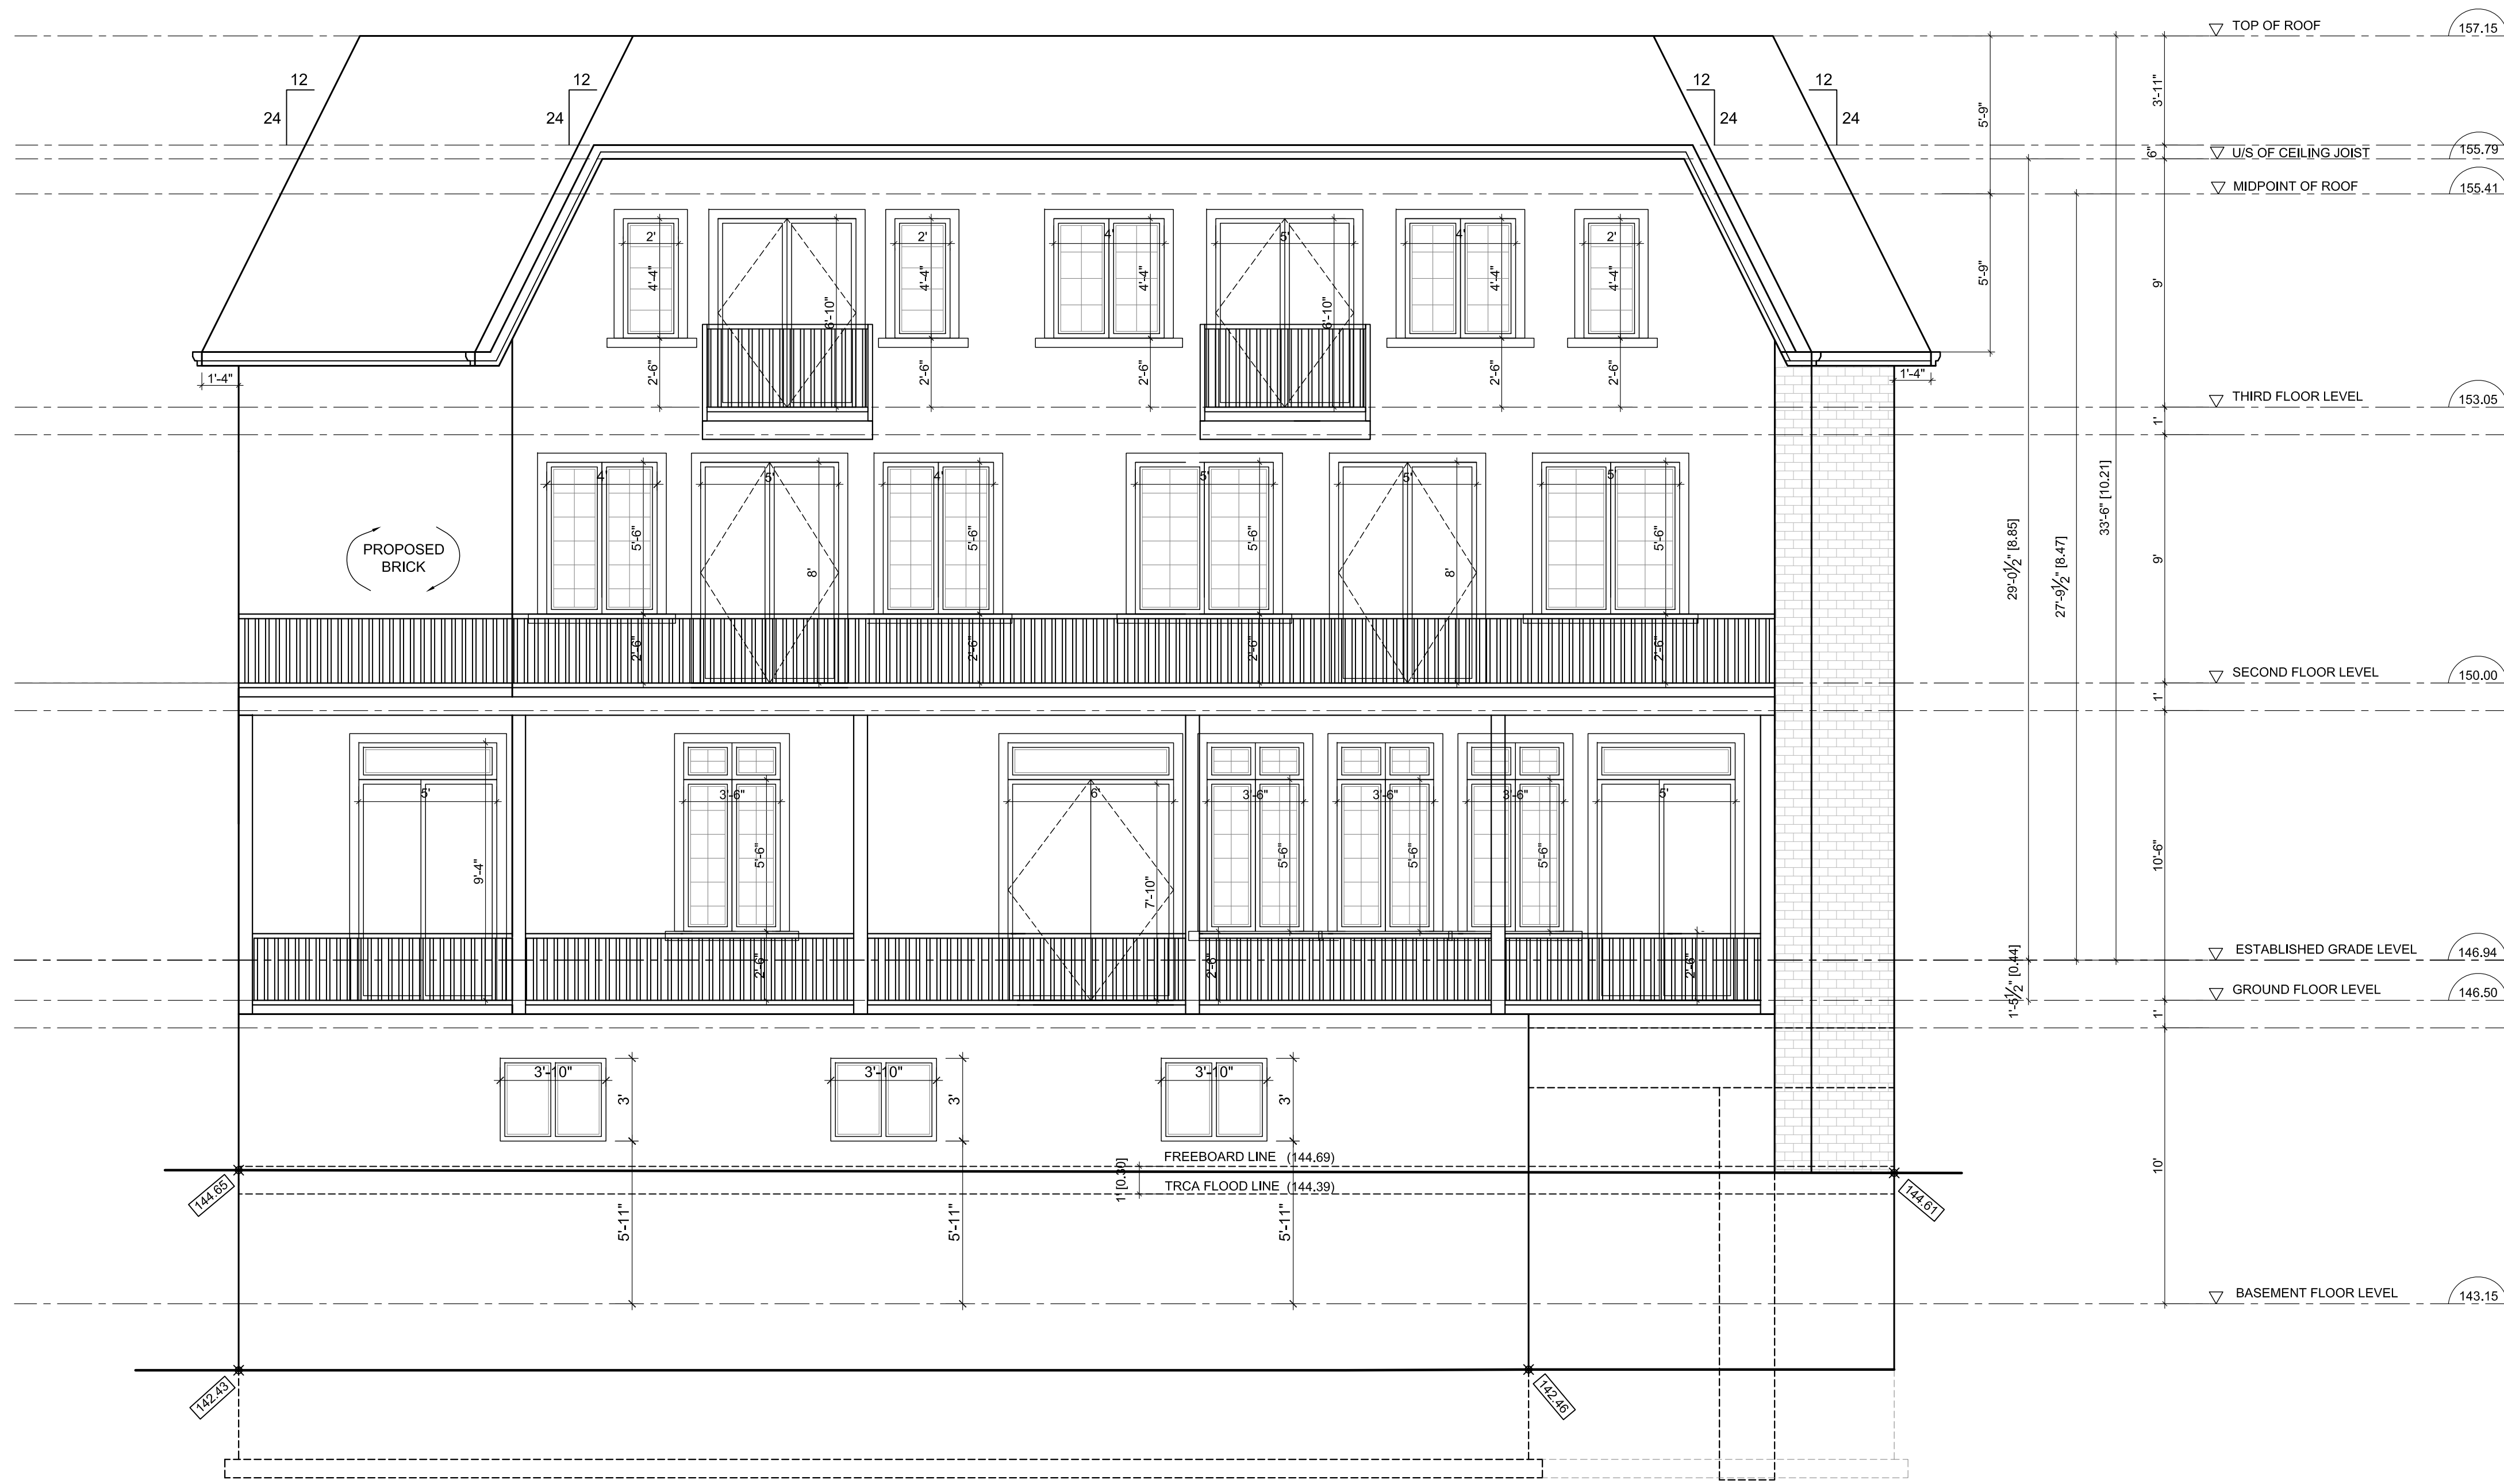 TOP OF ROOF 157.15
12 12 12 12
24 24 24 24
5'-9" 3'-11"
6"
U/S OF CEILING JOIST 155.79
MIDPOINT OF ROOF 155.41
2' 2' 4' 5' 4' 2'
4'-4" 6'-10" 4'-4" 4'-4" 6'-10" 4'-4" 4'-4"
5'-9" 9'
2'-6" 2'-6" 2'-6" 2'-6" 2'-6"
1'-4" 1'-4"
THIRD FLOOR LEVEL 153.05
1'
4' 5' 4' 5' 5' 5'
5'-6" 8' 5'-6" 5'-6" 8' 5'-6"
PROPOSED
BRICK
29'-0½" [8.85] 27'-9½" [8.47] 33'-6" [10.21] 9'
2'-6" 2'-6" 2'-6" 2'-6"
SECOND FLOOR LEVEL 150.00
1'
5' 3'-6" 6' 3'-6" 3'-6" 3'-6" 5'
9'-4" 5'-6" 7'-10" 5'-6" 5'-6" 5'-6"
10'-6"
2'-6" 2'-6" 2'-6"
ESTABLISHED GRADE LEVEL 146.94
1'-5½" [0.44]
GROUND FLOOR LEVEL 146.50
1'
3'-10" 3'-10" 3'-10"
3' 3' 3'
FREEBOARD LINE (144.69)
1' [0.30]
10'
TRCA FLOOD LINE (144.39)
144.65 144.61
5'-11" 5'-11" 5'-11"
BASEMENT FLOOR LEVEL 143.15
142.43 142.46